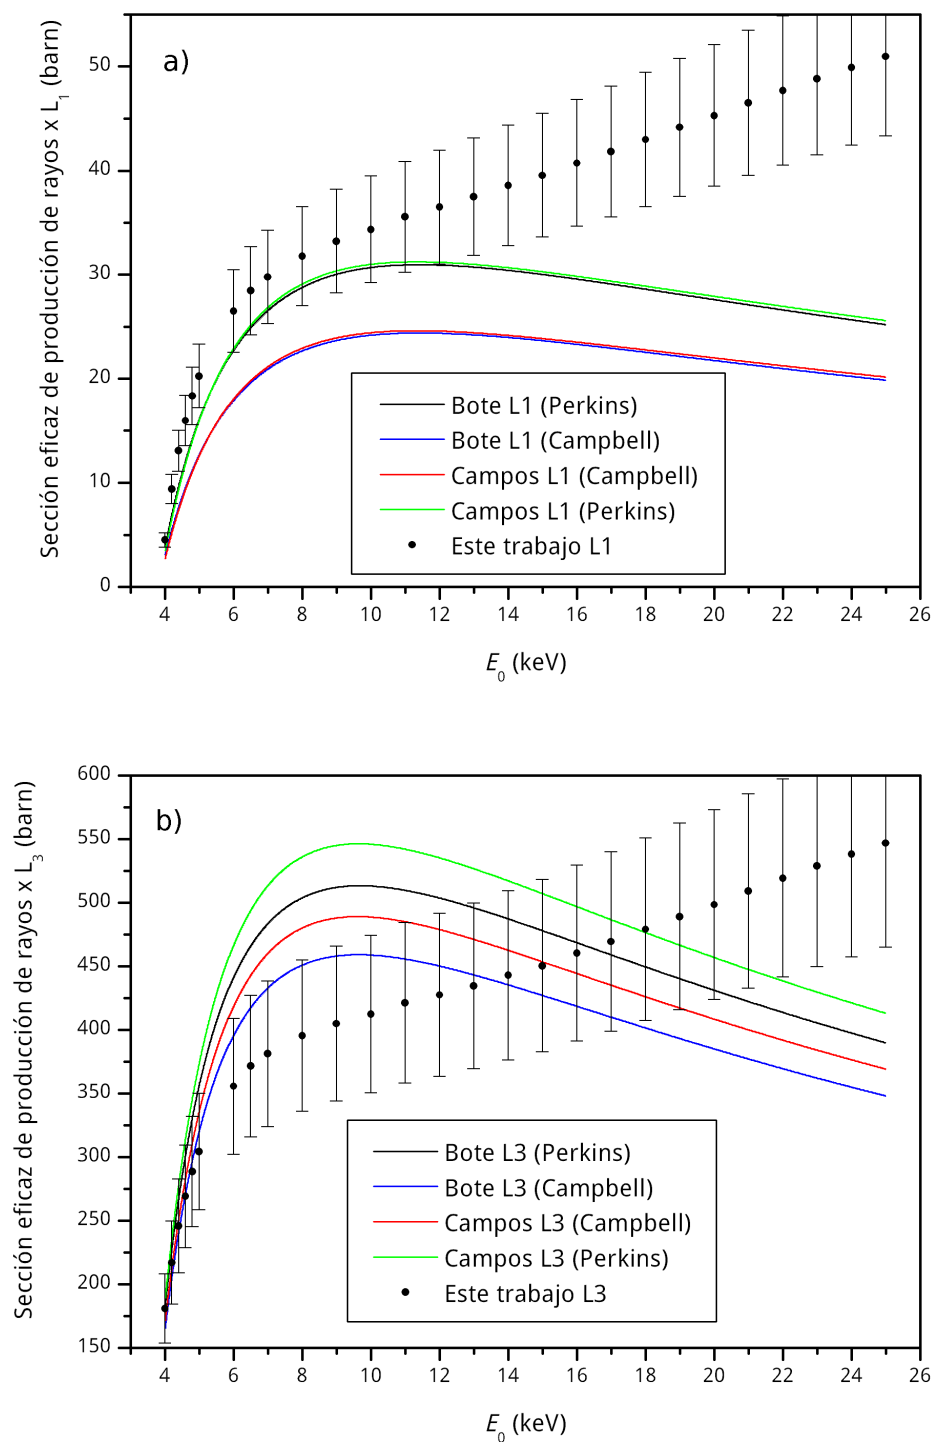 a)
Sección eficaz de producción de rayos x L1 (barn)
50
40
30
20
10
0
Bote L1 (Perkins)
Bote L1 (Campbell)
Campos L1 (Campbell)
Campos L1 (Perkins)
Este trabajo L1
4 6 8 10 12 14 16 18 20 22 24 26
E0 (keV)
b)
Sección eficaz de producción de rayos x L3 (barn)
600
550
500
450
400
350
300
250
200
150
Bote L3 (Perkins)
Bote L3 (Campbell)
Campos L3 (Campbell)
Campos L3 (Perkins)
Este trabajo L3
4 6 8 10 12 14 16 18 20 22 24 26
E0 (keV)